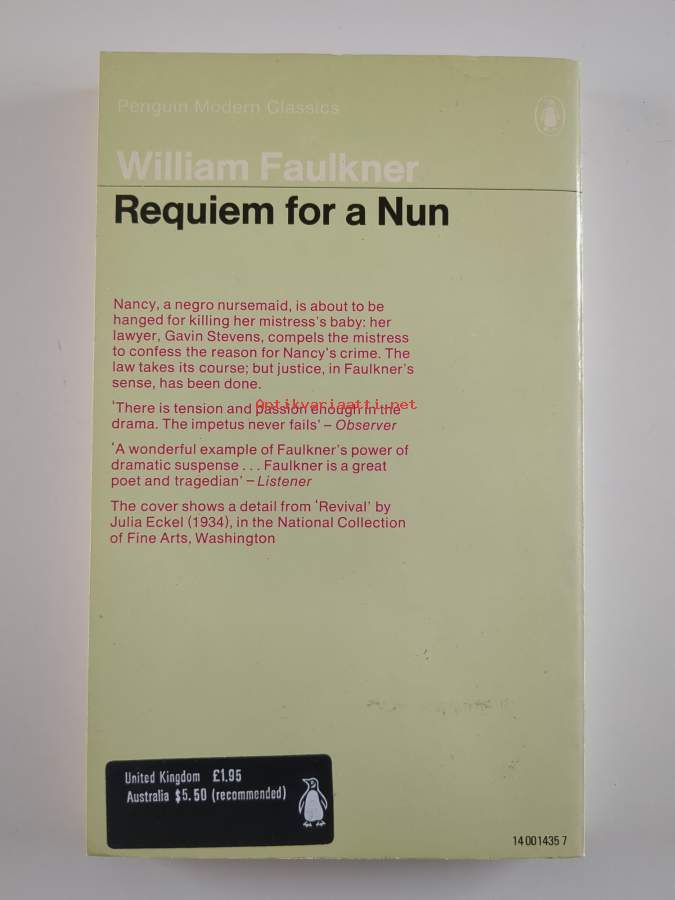 Penguin Modern Classics
William Faulkner
Requiem for a Nun
Nancy, a negro nursemaid, is about to be
hanged for killing her mistress's baby: her
lawyer, Gavin Stevens, compels the mistress
to confess the reason for Nancy's crime. The
law takes its course; but justice, in Faulkner's
sense, has been done.
'There is tension and passion enough in the
drama. The impetus never fails' – Observer
'A wonderful example of Faulkner's power of
dramatic suspense . . . Faulkner is a great
poet and tragedian' – Listener
The cover shows a detail from 'Revival' by
Julia Eckel (1934), in the National Collection
of Fine Arts, Washington
Antikvariaatti.net
United Kingdom £1.95
Australia $5.50 (recommended)
14 00 1435 7